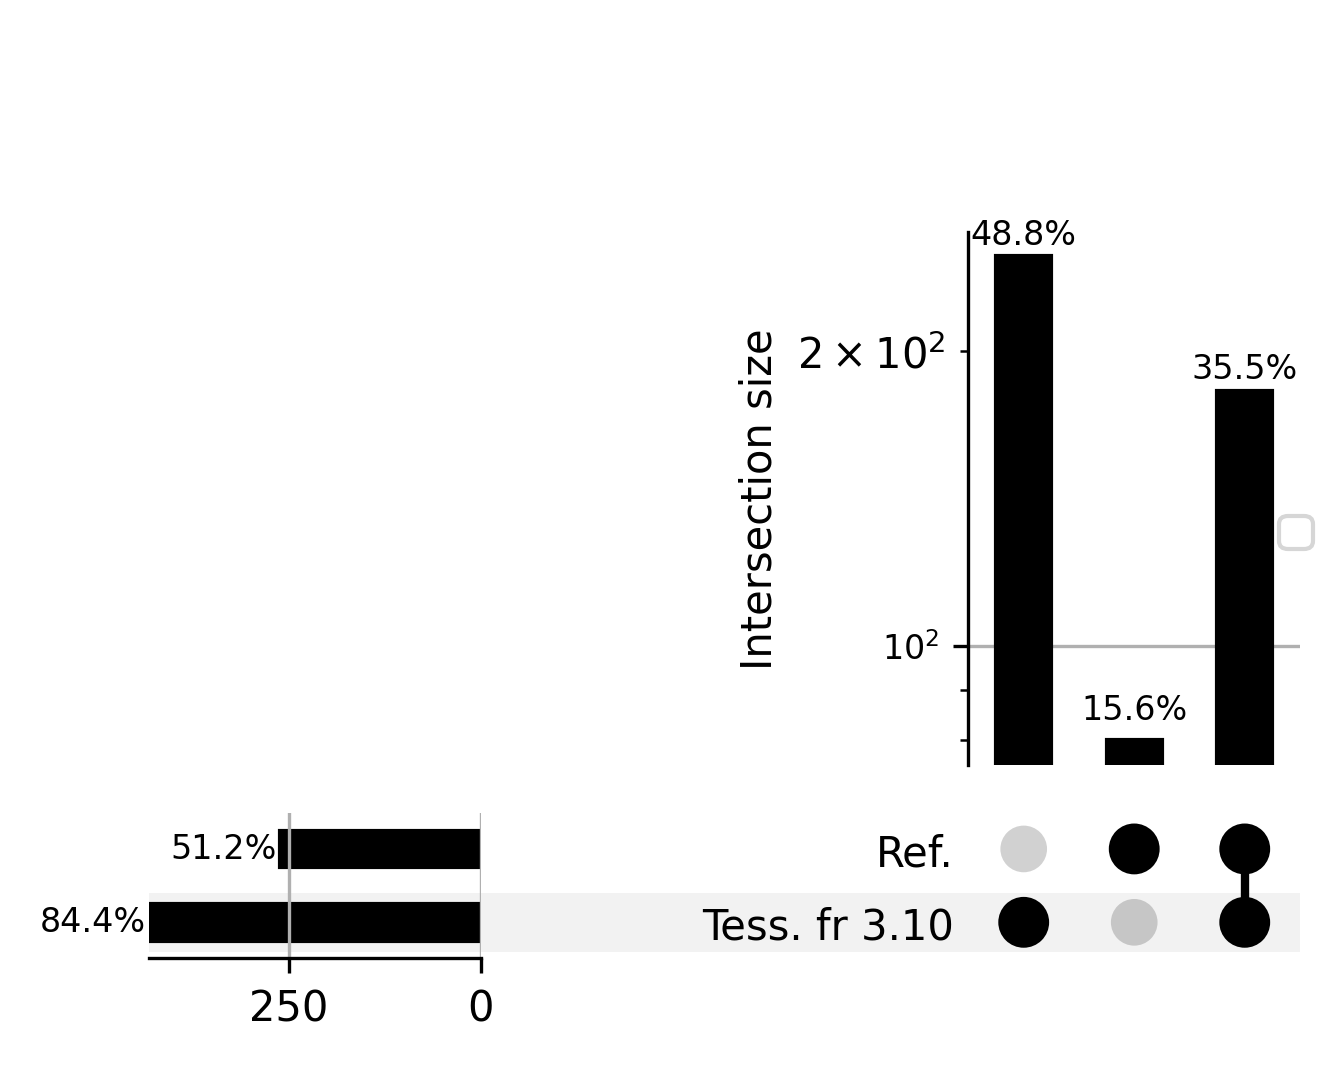 48.8%
2 × 10²
35.5%
Intersection size
10²
15.6%
51.2%
Ref.
84.4%
Tess. fr 3.10
250 0